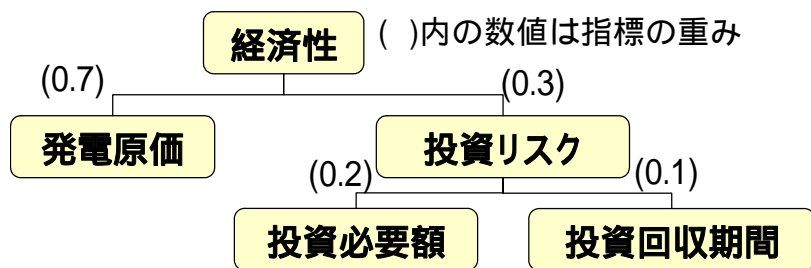 経済性
( )内の数値は指標の重み
(0.7)
(0.3)
発電原価
投資リスク
(0.2)
(0.1)
投資必要額
投資回収期間